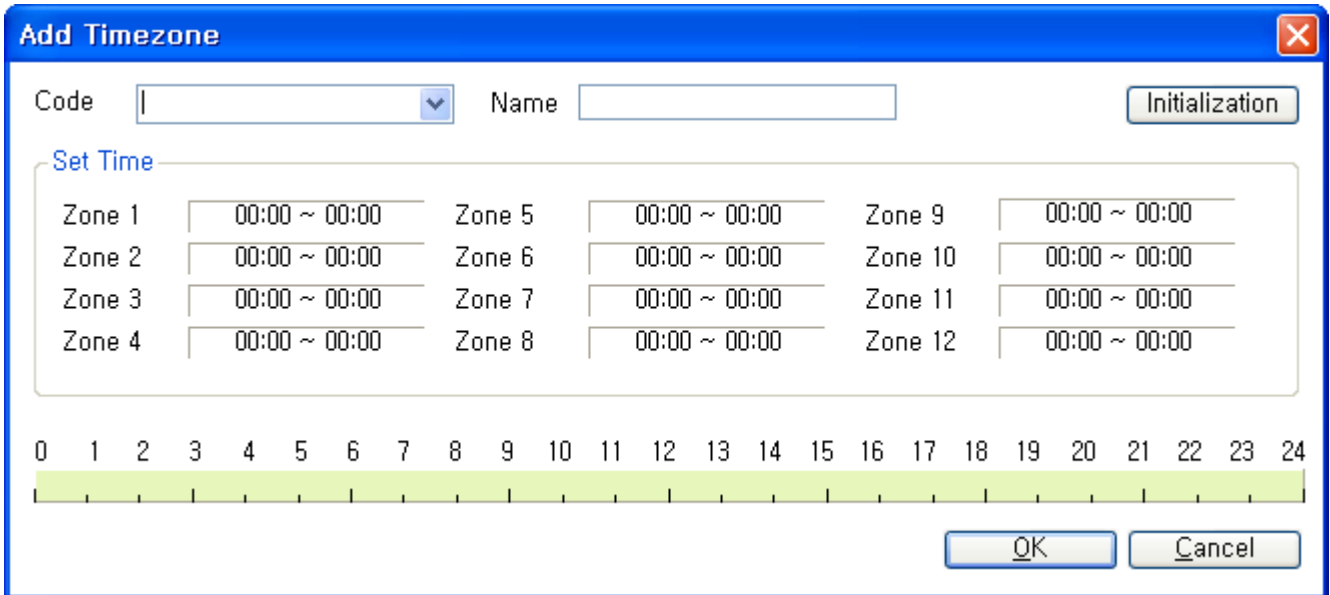 Add Timezone
Code Name Initialization
Set Time
Zone 1 00:00 ~ 00:00 Zone 5 00:00 ~ 00:00 Zone 9 00:00 ~ 00:00
Zone 2 00:00 ~ 00:00 Zone 6 00:00 ~ 00:00 Zone 10 00:00 ~ 00:00
Zone 3 00:00 ~ 00:00 Zone 7 00:00 ~ 00:00 Zone 11 00:00 ~ 00:00
Zone 4 00:00 ~ 00:00 Zone 8 00:00 ~ 00:00 Zone 12 00:00 ~ 00:00
0 1 2 3 4 5 6 7 8 9 10 11 12 13 14 15 16 17 18 19 20 21 22 23 24
OK Cancel